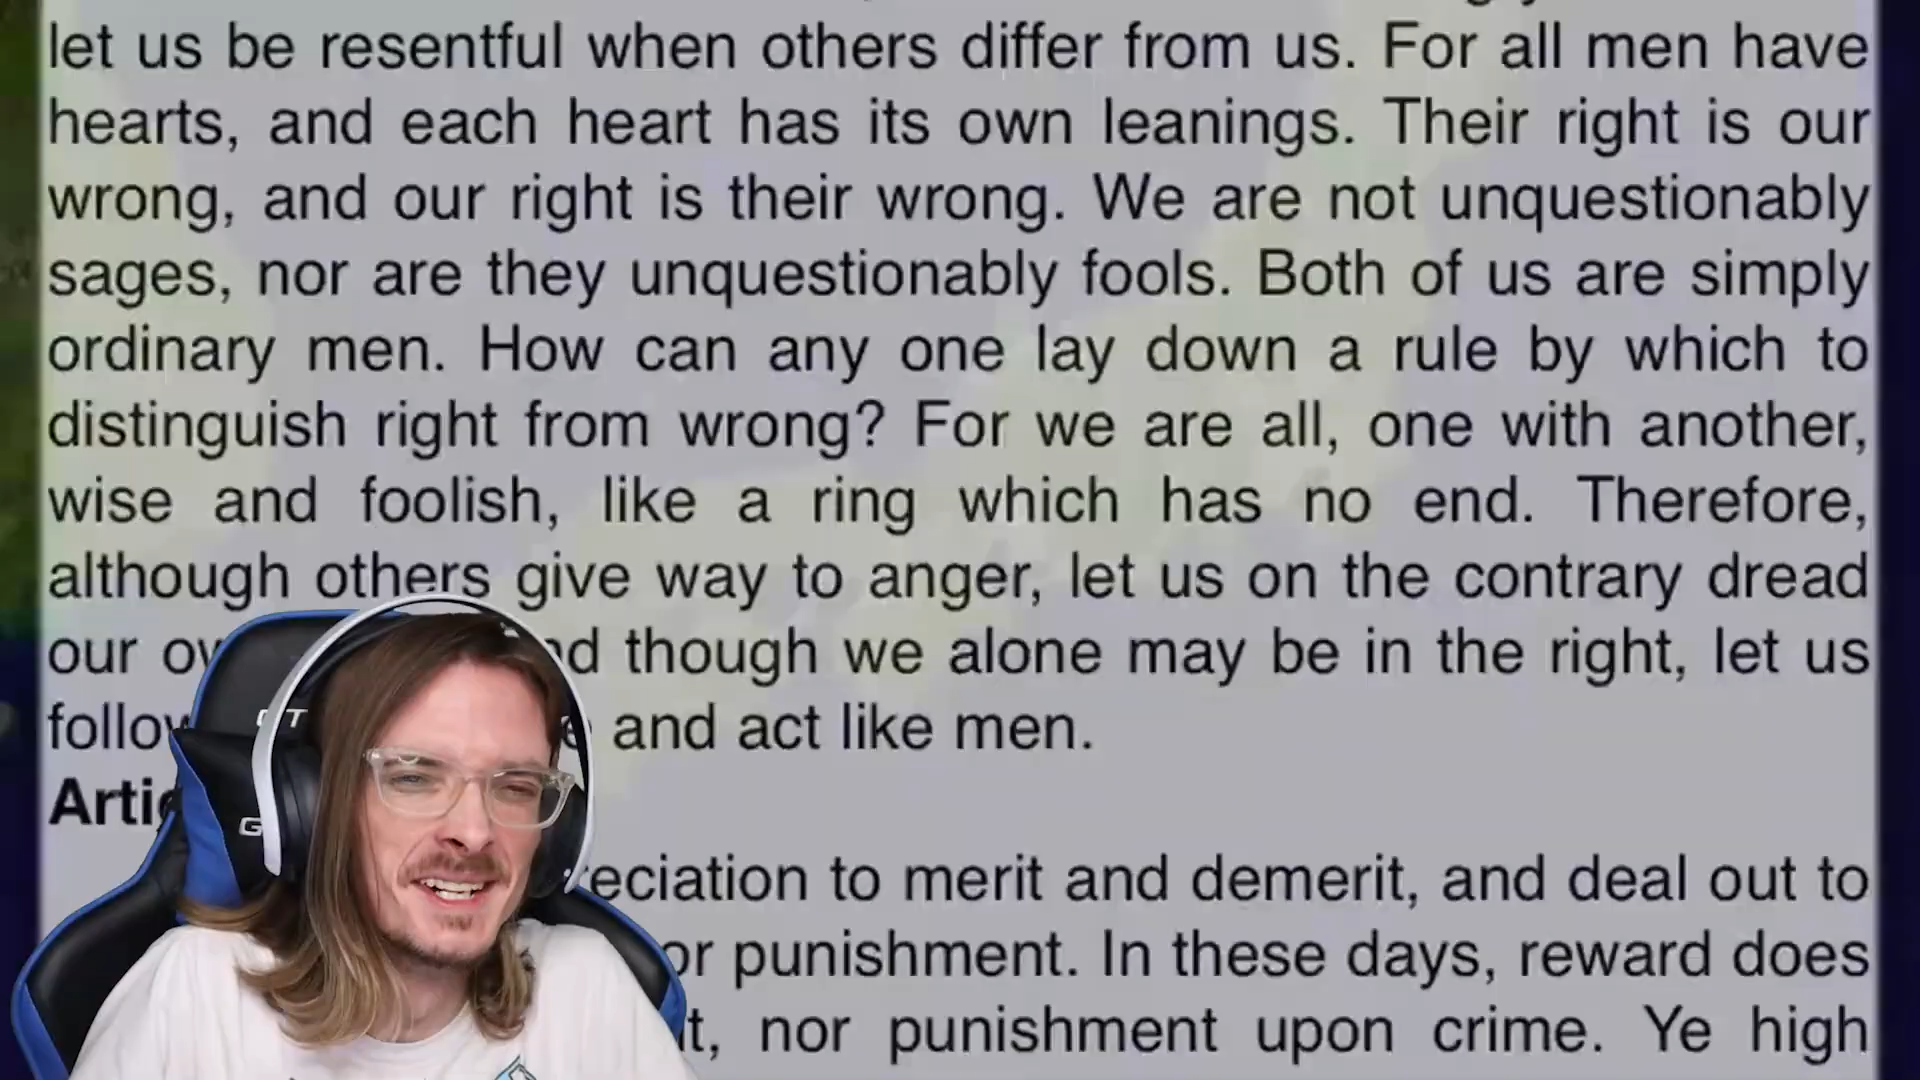 let us be resentful when others differ from us. For all men have
hearts, and each heart has its own leanings. Their right is our
wrong, and our right is their wrong. We are not unquestionably
sages, nor are they unquestionably fools. Both of us are simply
ordinary men. How can any one lay down a rule by which to
distinguish right from wrong? For we are all, one with another,
wise and foolish, like a ring which has no end. Therefore,
although others give way to anger, let us on the contrary dread
our though we alone may be in the right, let us
and act like men.
to merit and demerit, and deal out to
or punishment. In these days, reward does
nor punishment upon crime. Ye high
GT